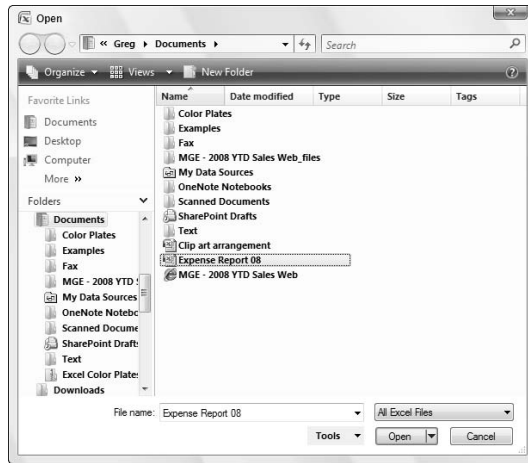 Open
« Greg ▸ Documents ▸ Search
Organize ▾ Views ▾ New Folder
Favorite Links
Documents
Desktop
Computer
More »
Folders
Documents
Color Plates
Examples
Fax
MGE - 2008 YTD
My Data Sources
OneNote Notebo
Scanned Docume
SharePoint Drafts
Text
Excel Color Plate
Downloads
Name Date modified Type Size Tags
Color Plates
Examples
Fax
MGE - 2008 YTD Sales Web_files
My Data Sources
OneNote Notebooks
Scanned Documents
SharePoint Drafts
Text
Clip art arrangement
Expense Report 08
MGE - 2008 YTD Sales Web
File name: Expense Report 08 All Excel Files
Tools ▾ Open Cancel